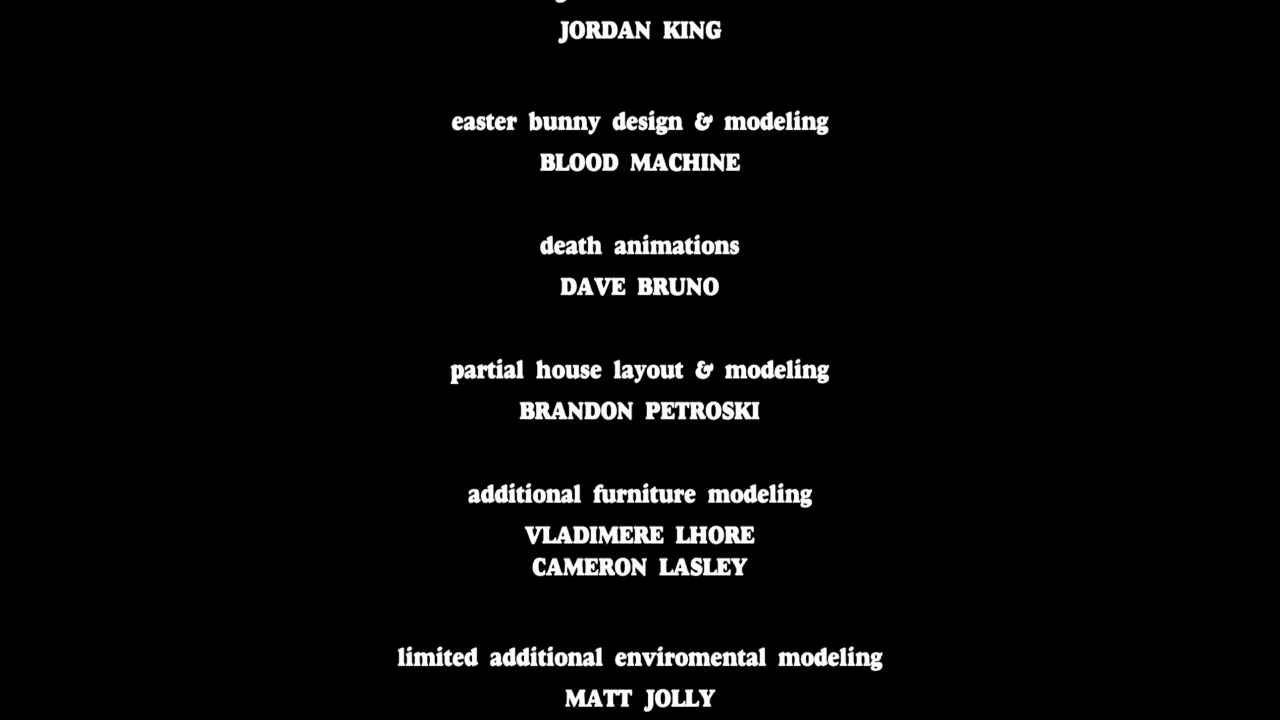 JORDAN KING
easter bunny design & modeling
BLOOD MACHINE
death animations
DAVE BRUNO
partial house layout & modeling
BRANDON PETROSKI
additional furniture modeling
VLADIMERE LHORE
CAMERON LASLEY
limited additional enviromental modeling
MATT JOLLY